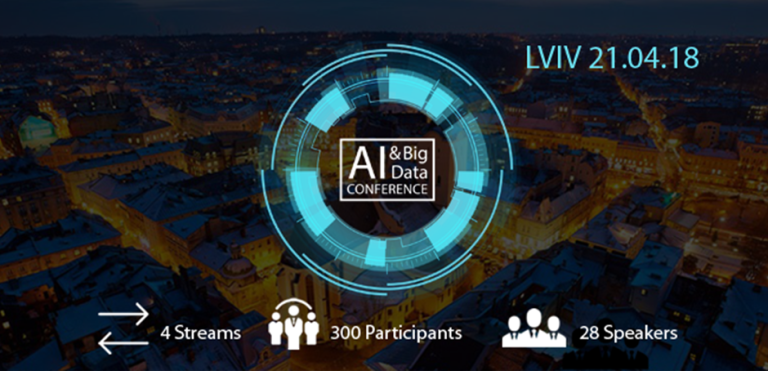 LVIV 21.04.18
AI & Big
Data
CONFERENCE
4 Streams
300 Participants
28 Speakers